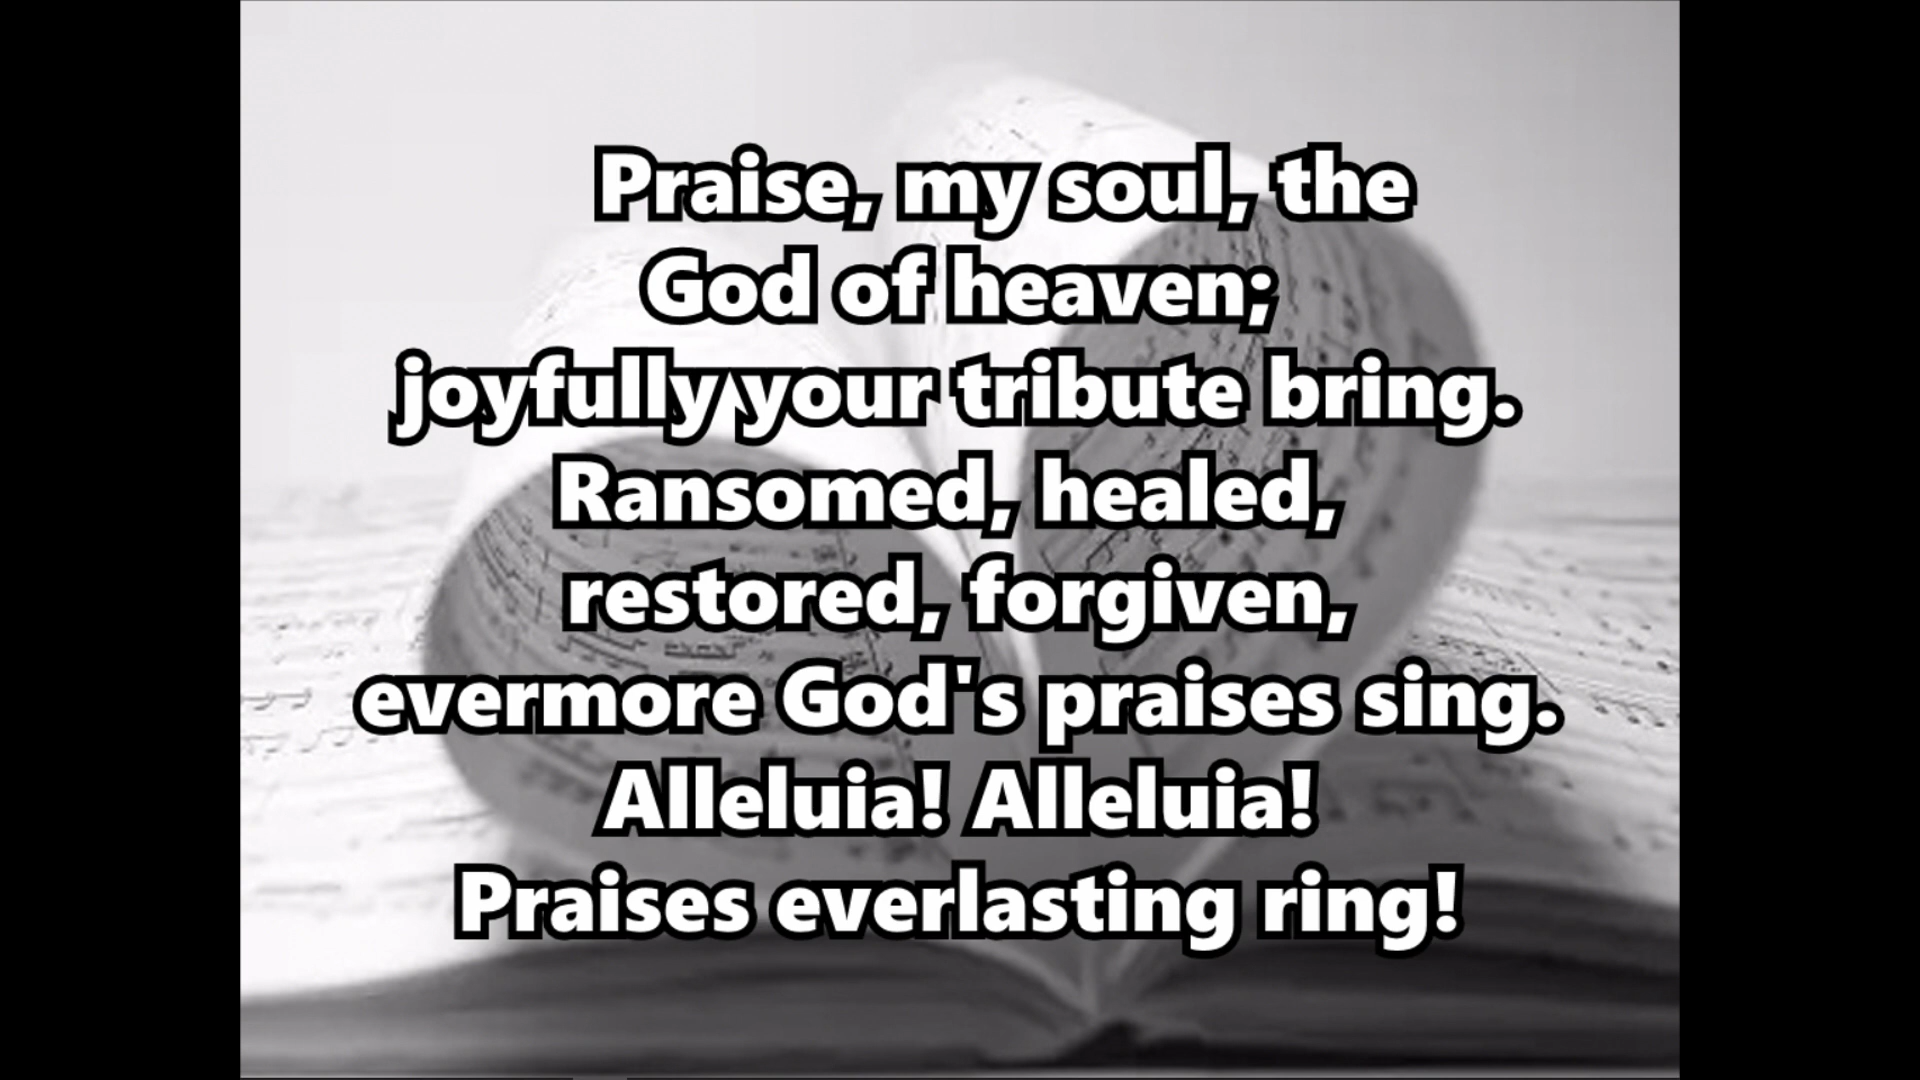 Praise, my soul, the
God of heaven;
joyfully your tribute bring.
Ransomed, healed,
restored, forgiven,
evermore God's praises sing.
Alleluia! Alleluia!
Praises everlasting ring!